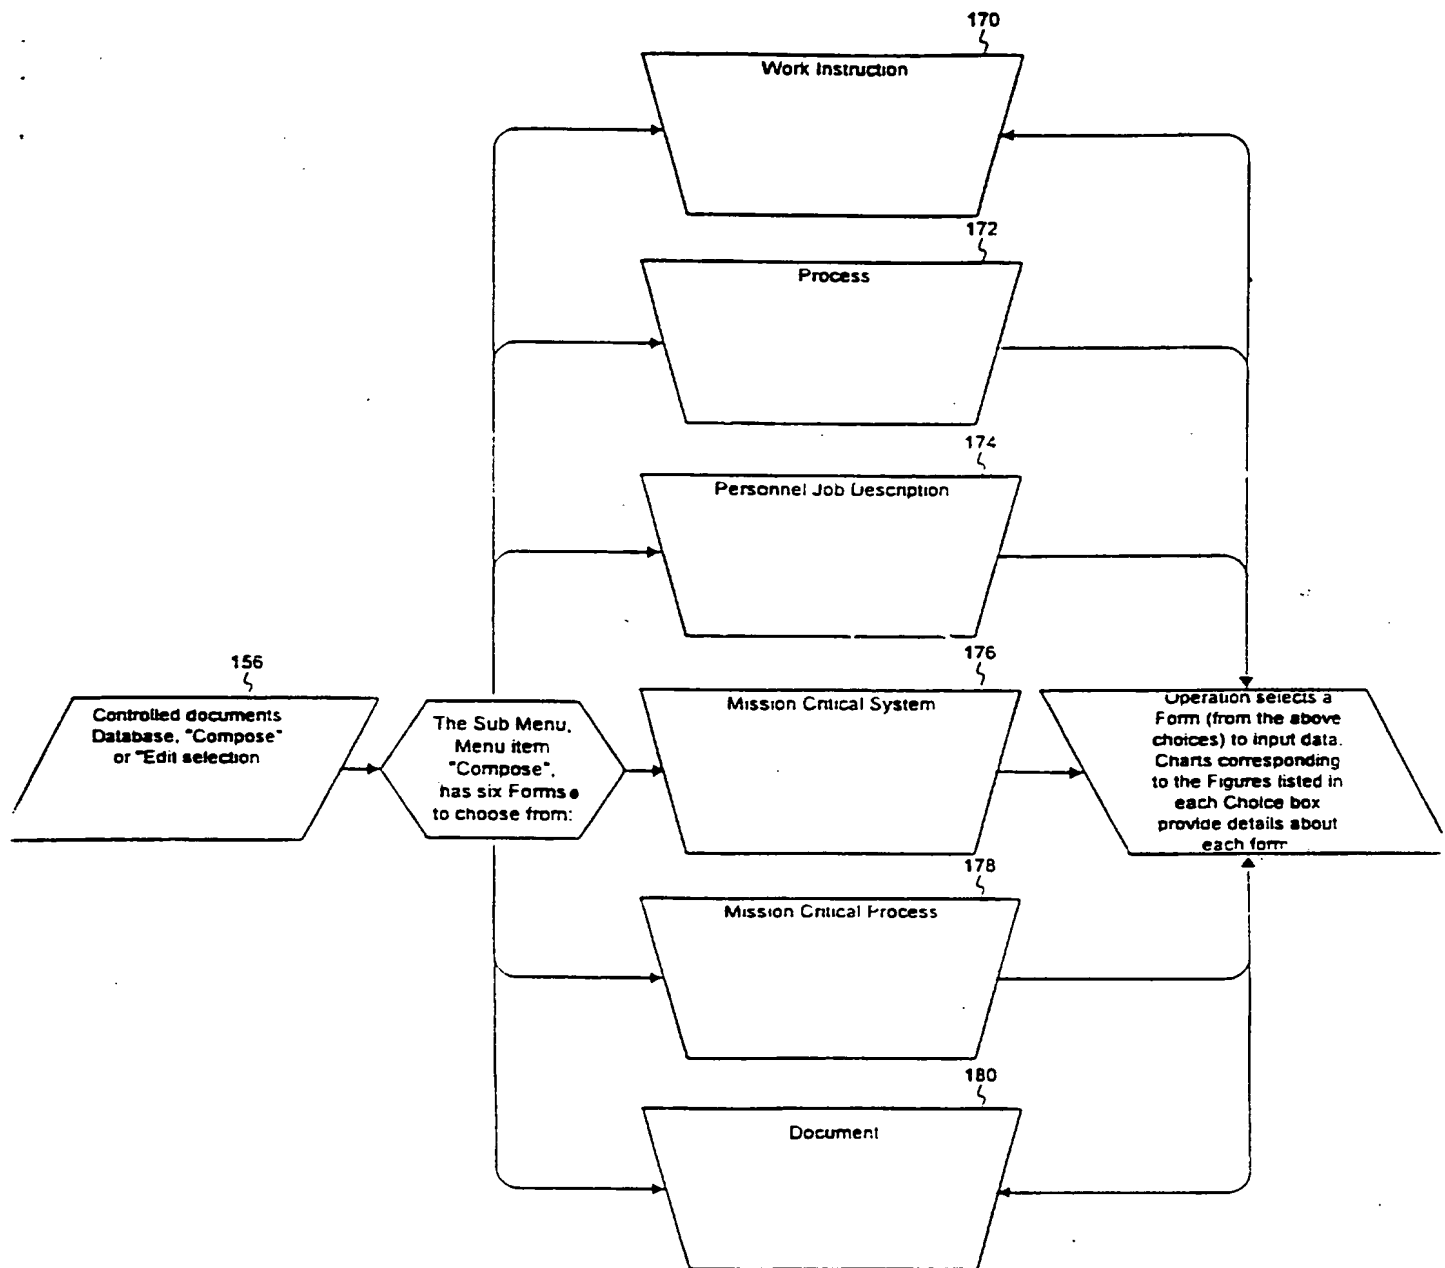 170
Work Instruction
172
Process
174
Personnel Job Description
156
Controlled documents
Database, "Compose"
or "Edit selection
The Sub Menu,
Menu item
"Compose",
has six Forms
to choose from:
176
Mission Critical System
Operation selects a
Form (from the above
choices) to input data.
Charts corresponding
to the Figures listed in
each Choice box
provide details about
each form
178
Mission Critical Process
180
Document